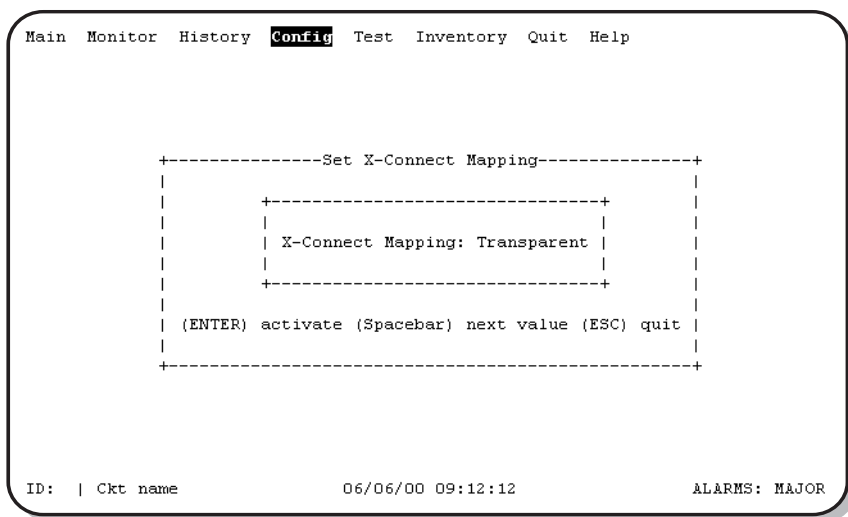 Main Monitor History Config Test Inventory Quit Help
Set X-Connect Mapping
X-Connect Mapping: Transparent
(ENTER) activate (Spacebar) next value (ESC) quit
ID: | Ckt name 06/06/00 09:12:12 ALARMS: MAJOR